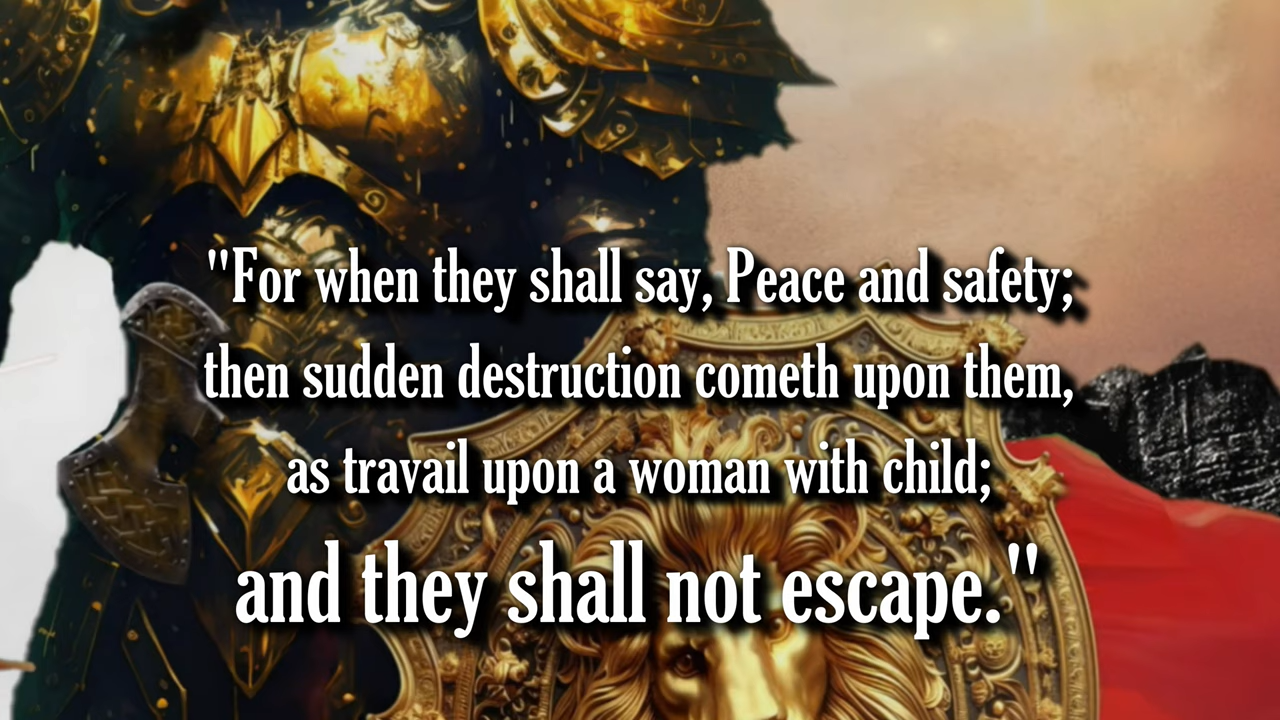 "For when they shall say, Peace and safety;
then sudden destruction cometh upon them,
as travail upon a woman with child;
and they shall not escape."